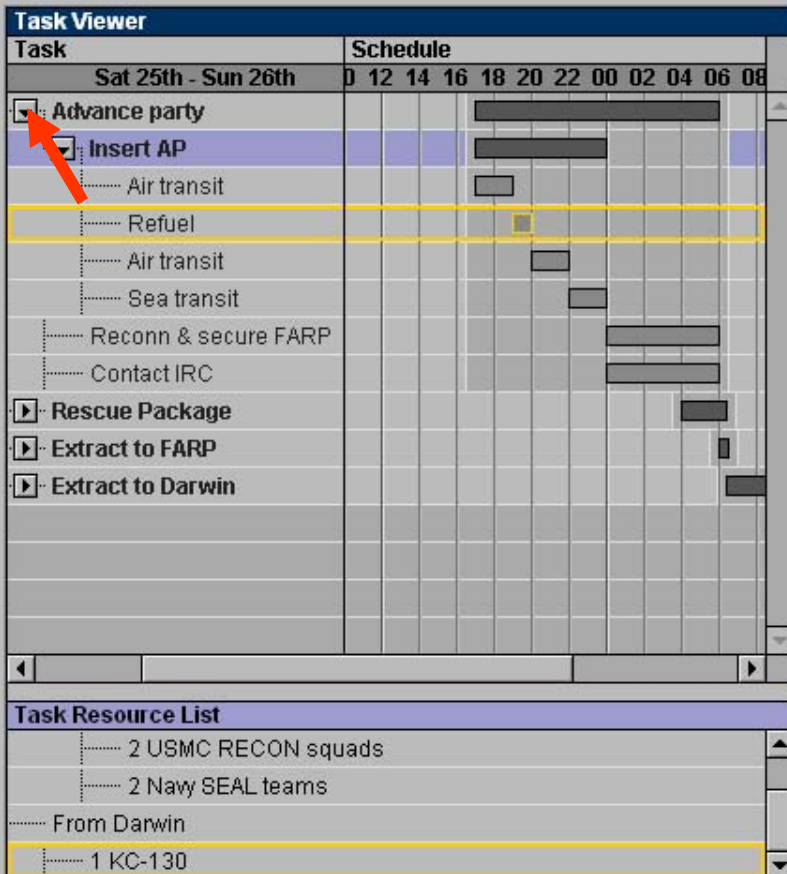 Task Viewer
Task Schedule
Sat 25th - Sun 26th 0 12 14 16 18 20 22 00 02 04 06 08
Advance party
Insert AP
Air transit
Refuel
Air transit
Sea transit
Reconn & secure FARP
Contact IRC
Rescue Package
Extract to FARP
Extract to Darwin
Task Resource List
2 USMC RECON squads
2 Navy SEAL teams
From Darwin
1 KC-130